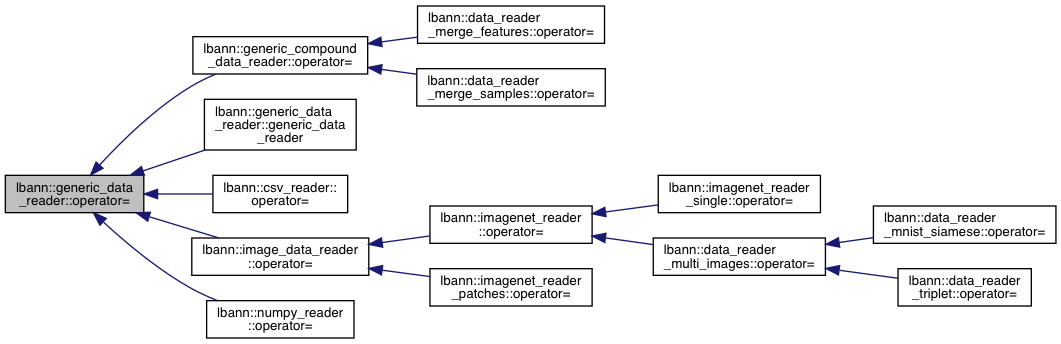 lbann::generic_data
_reader::operator=
lbann::generic_compound
_data_reader::operator=
lbann::data_reader
_merge_features::operator=
lbann::data_reader
_merge_samples::operator=
lbann::generic_data
_reader::generic_data
_reader
lbann::csv_reader::
operator=
lbann::image_data_reader
::operator=
lbann::imagenet_reader
::operator=
lbann::imagenet_reader
_single::operator=
lbann::data_reader
_multi_images::operator=
lbann::data_reader
_mnist_siamese::operator=
lbann::data_reader
_triplet::operator=
lbann::imagenet_reader
_patches::operator=
lbann::numpy_reader
::operator=